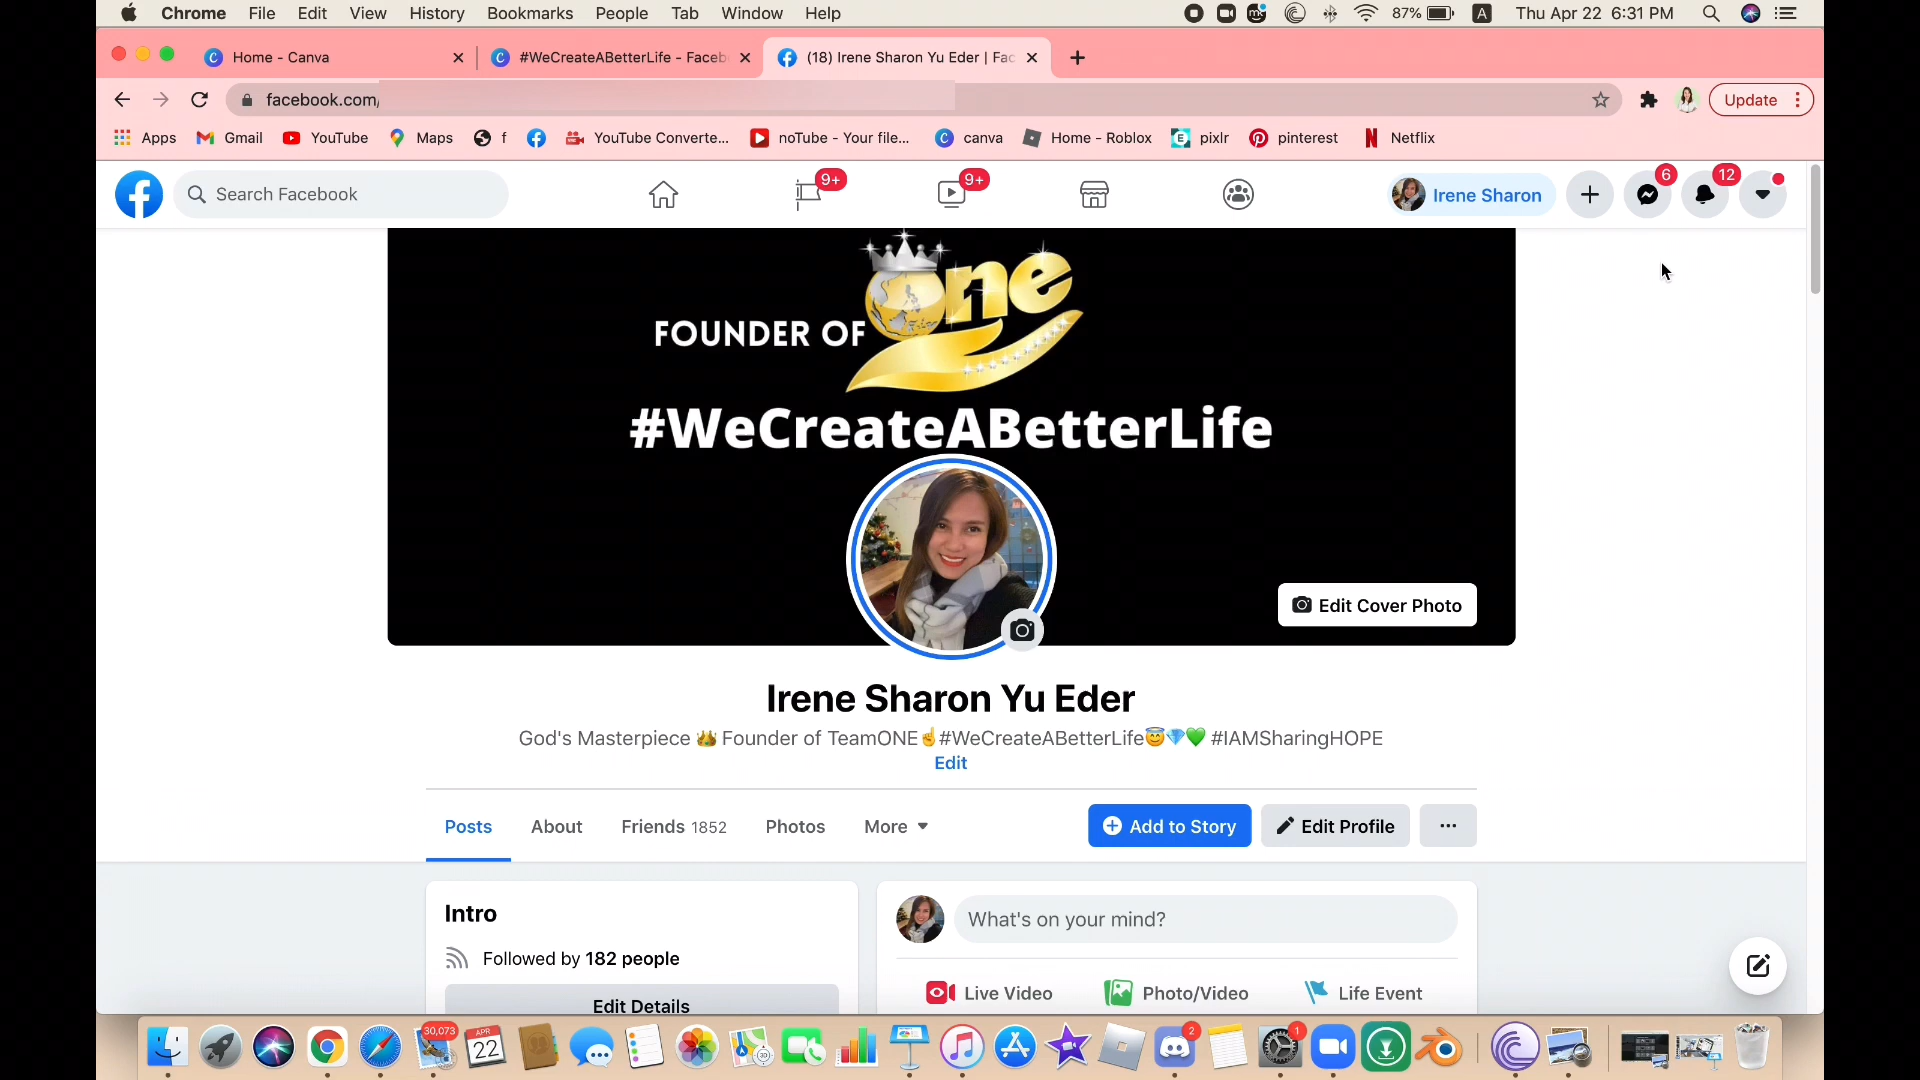 Chrome File Edit View History Bookmarks People Tab Window Help 87% A Thu Apr 22 6:31 PM
Home - Canva #WeCreateABetterLife - Faceb (18) Irene Sharon Yu Eder | Fac
facebook.com/ Update
Apps Gmail YouTube Maps f YouTube Converte... noTube - Your file... canva Home - Roblox pixlr pinterest Netflix
Search Facebook 9+ 9+ Irene Sharon 6 12
One
FOUNDER OF
#WeCreateABetterLife
Edit Cover Photo
Irene Sharon Yu Eder
God's Masterpiece 👑 Founder of TeamONE☝#WeCreateABetterLife😇💎💚 #IAMSharingHOPE
Edit
Posts About Friends 1852 Photos More Add to Story Edit Profile ...
Intro
What's on your mind?
Followed by 182 people
Live Video Photo/Video Life Event
Edit Details
30,073 APR 22 2 1